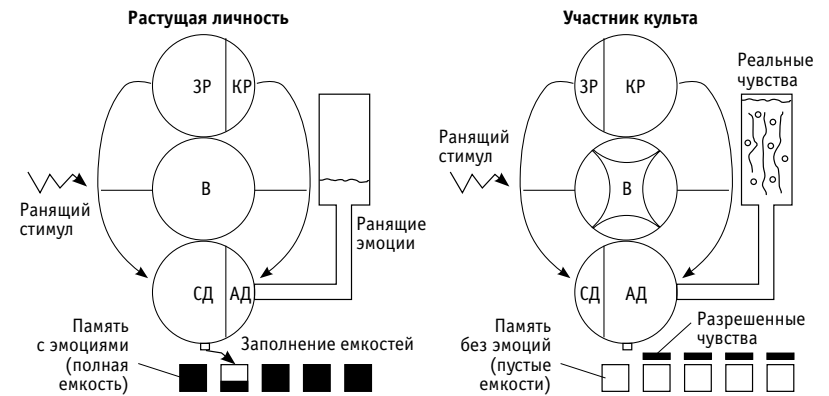 Растущая личность
ЗР КР
В
Ранящий
стимул
Ранящие
эмоции
СД АД
Память
с эмоциями
(полная
емкость)
Заполнение емкостей
Участник культа
Реальные
чувства
ЗР КР
Ранящий
стимул
В
СД АД
Память
без эмоций
(пустые
емкости)
Разрешенные
чувства